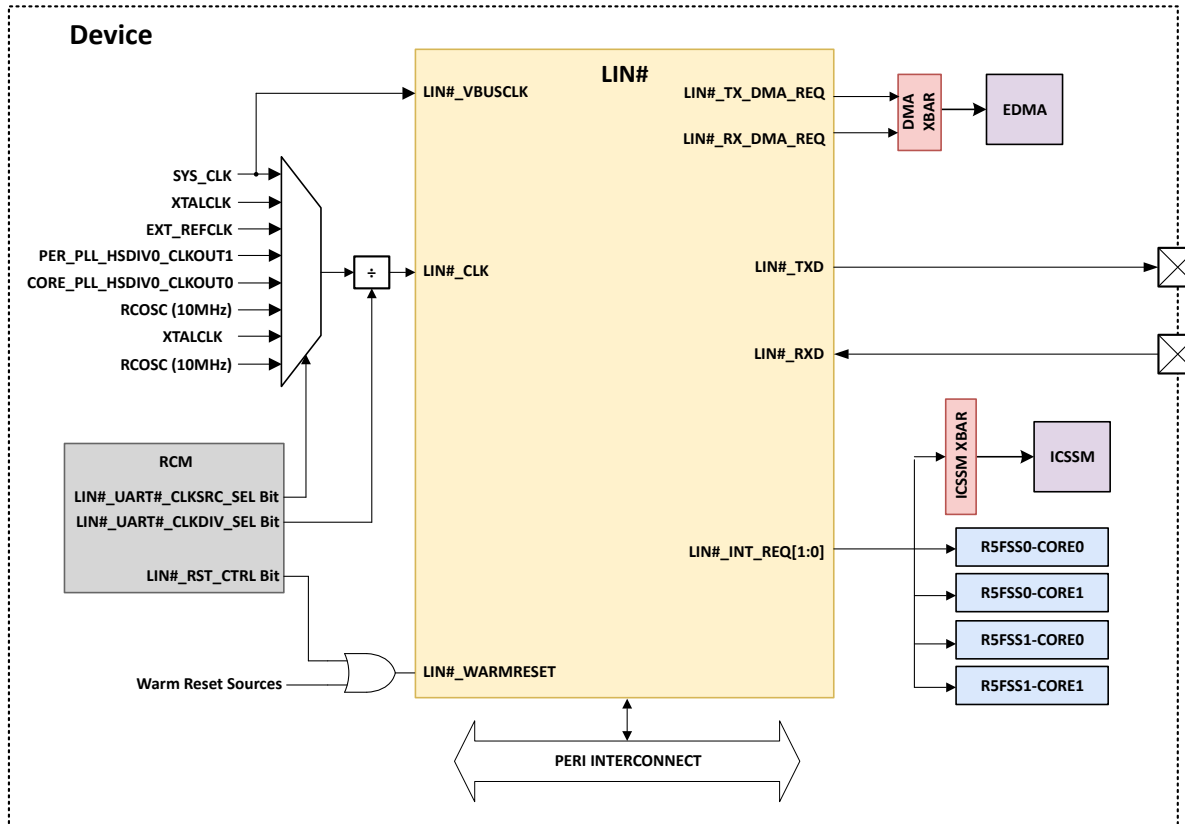 Device
LIN#
LIN#_VBUSCLK
LIN#_TX_DMA_REQ
LIN#_RX_DMA_REQ
DMA
XBAR
EDMA
SYS_CLK
XTALCLK
EXT_REFCLK
PER_PLL_HSDIV0_CLKOUT1
CORE_PLL_HSDIV0_CLKOUT0
RCOSC (10MHz)
XTALCLK
RCOSC (10MHz)
÷
LIN#_CLK
LIN#_TXD
LIN#_RXD
RCM
LIN#_UART#_CLKSRC_SEL Bit
LIN#_UART#_CLKDIV_SEL Bit
LIN#_RST_CTRL Bit
Warm Reset Sources
LIN#_WARMRESET
LIN#_INT_REQ[1:0]
ICSSM XBAR
ICSSM
R5FSS0-CORE0
R5FSS0-CORE1
R5FSS1-CORE0
R5FSS1-CORE1
PERI INTERCONNECT